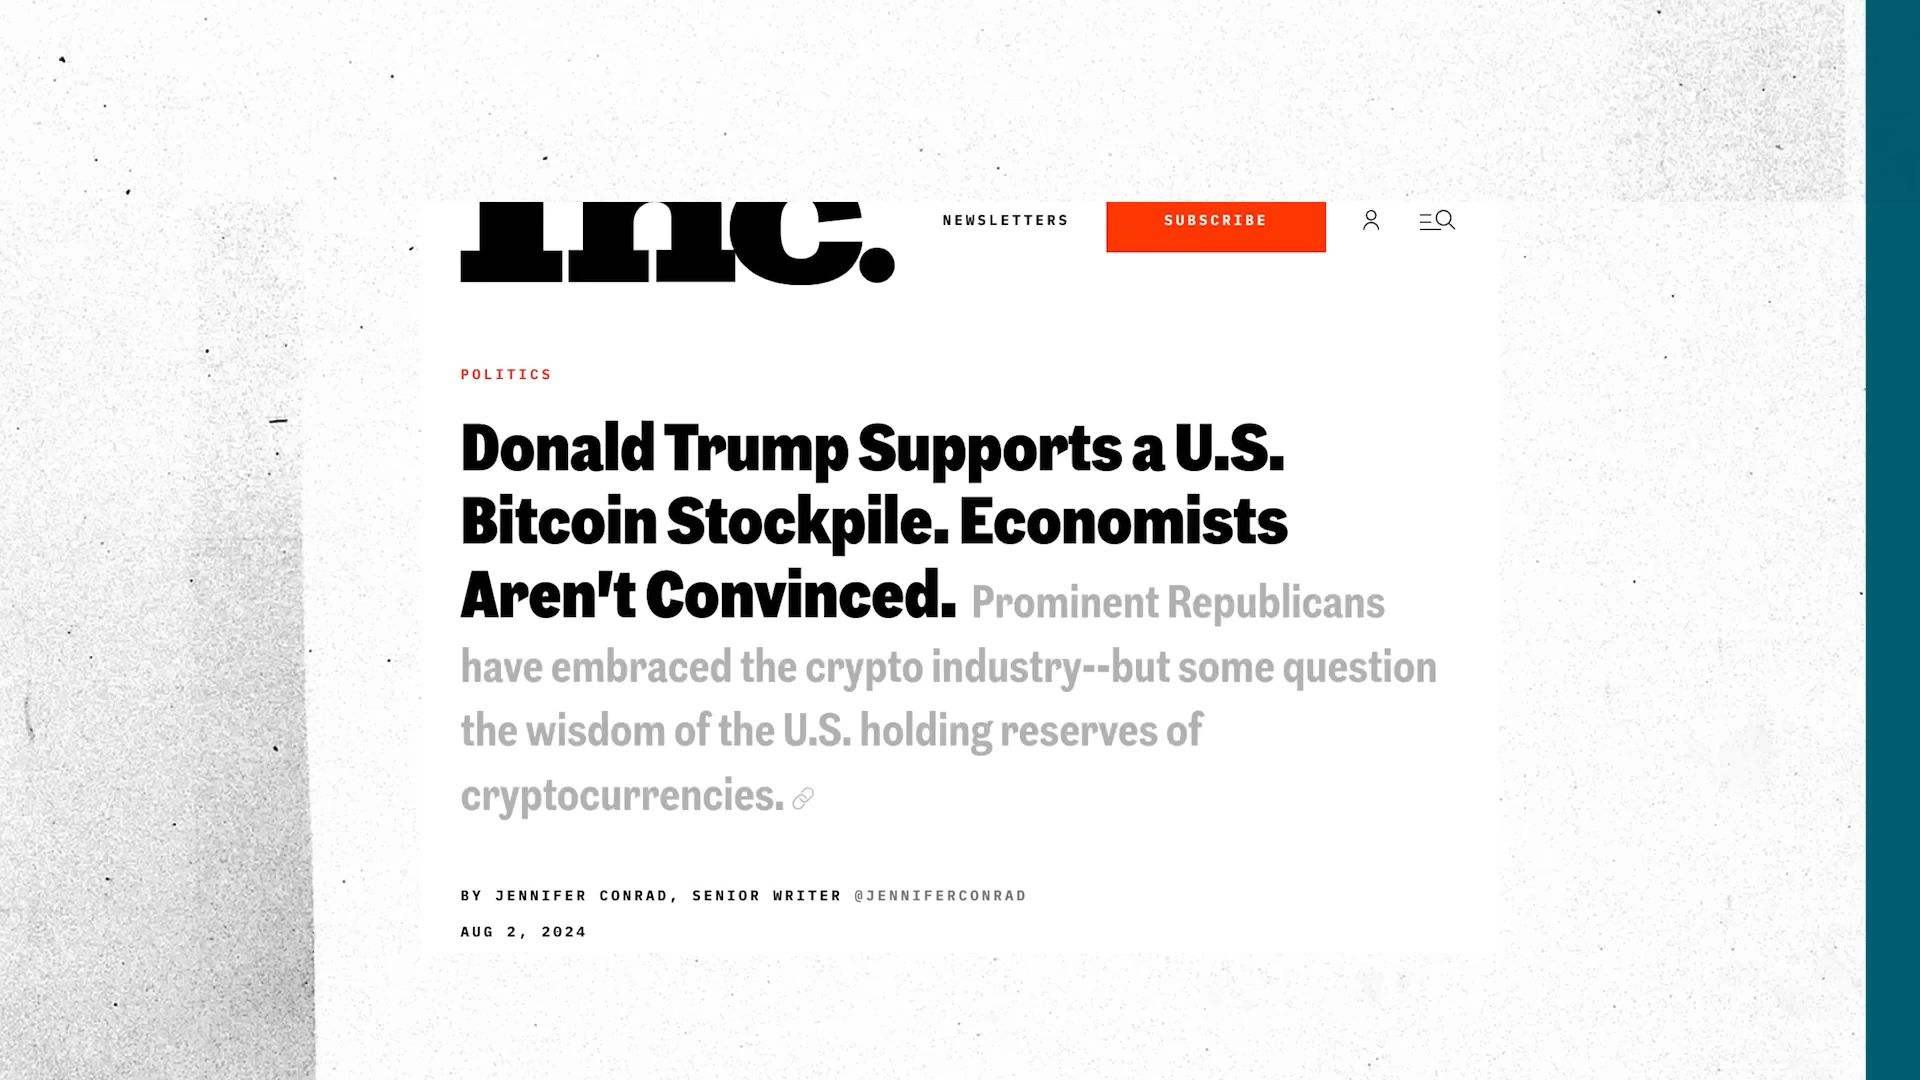 Inc.
NEWSLETTERS
SUBSCRIBE
POLITICS
Donald Trump Supports a U.S.
Bitcoin Stockpile. Economists
Aren't Convinced. Prominent Republicans
have embraced the crypto industry--but some question
the wisdom of the U.S. holding reserves of
cryptocurrencies.
BY JENNIFER CONRAD, SENIOR WRITER @JENNIFERCONRAD
AUG 2, 2024